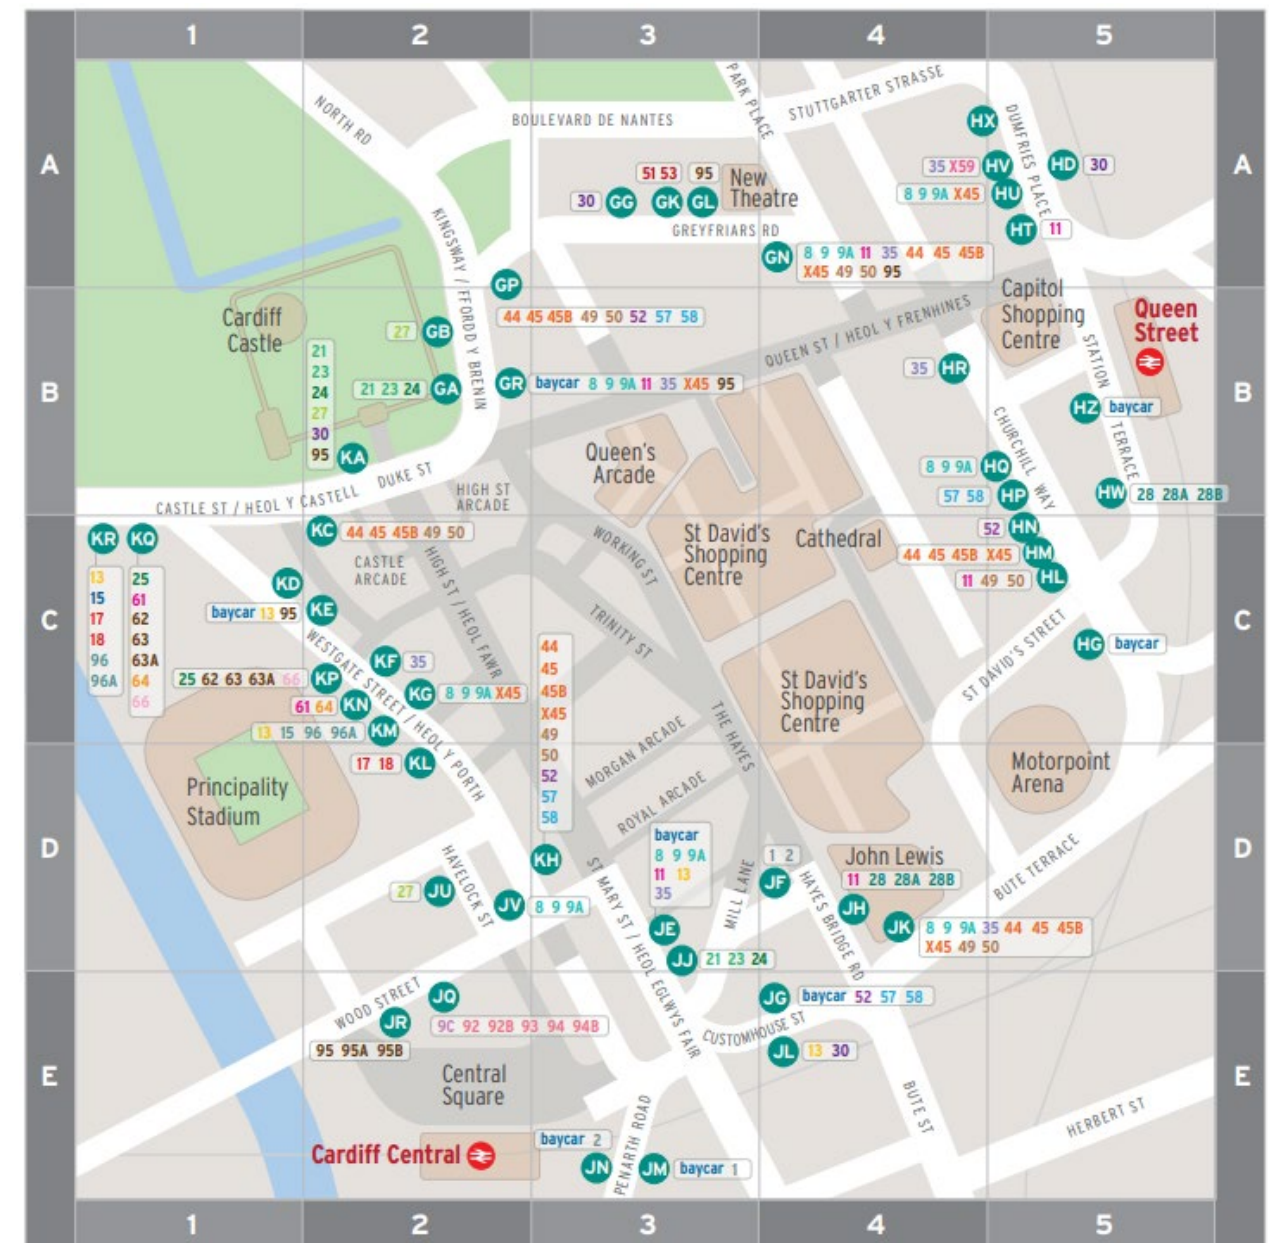 1 2 3 4 5
A A
NORTH RD
BOULEVARD DE NANTES
PARK PLACE
STUTTGARTER STRASSE
HX
DUMFRIES PLACE
51 53
95
New
Theatre
30 GG GK GL
GREYFRIARS RD
35 X59 HV
HD 30
8 9 9A X45 HU
HT 11
GN 8 9 9A 11 35 44 45 45B
X45 49 50 95
KINGSWAY / FFORDD Y BRENIN
GP
44 45 45B 49 50 52 57 58
B B
Cardiff
Castle
27 GB
21 23 24 GA
GR baycar 8 9 9A 11 35 X45 95
21
23
24
27
30
95 KA
QUEEN ST / HEOL Y FRENHINES
Capitol
Shopping
Centre
Queen
Street
STATION TERRACE
35 HR
HZ baycar
CHURCHILL WAY
8 9 9A HQ
57 58 HP
HW 28 28A 28B
Queen's
Arcade
DUKE ST
CASTLE ST / HEOL Y CASTELL
HIGH ST
ARCADE
C C
KR KQ
13
15
17
18
96
96A
25
61
62
63
63A
64
66
KC 44 45 45B 49 50
CASTLE
ARCADE
HIGH ST / HEOL FAWR
WORKING ST
St David's
Shopping
Centre
Cathedral
52 HN
44 45 45B X45 HM
11 49 50 HL
KD
baycar 13 95 KE
WESTGATE STREET / HEOL Y PORTH
TRINITY ST
ST DAVID'S STREET
HG baycar
KF 35
25 62 63 63A 66 KP
KG 8 9 9A X45
61 64 KN
13 15 96 96A KM
44
45
45B
X45
49
50
52
57
58
KH
St David's
Shopping
Centre
THE HAYES
MORGAN ARCADE
ROYAL ARCADE
D D
17 18 KL
Principality
Stadium
Motorpoint
Arena
baycar
8 9 9A
11 13
35
JE
1 2
JF
John Lewis
11 28 28A 28B
JH
JK 8 9 9A 35 44 45 45B
X45 49 50
BUTE TERRACE
HAVELOCK ST
27 JU
JV 8 9 9A
ST MARY ST / HEOL EGLWYS FAIR
MILL LANE
HAYES BRIDGE RD
JJ 21 23 24
E E
WOOD STREET
JQ
9C 92 92B 93 94 94B
JR
95 95A 95B
JG baycar 52 57 58
CUSTOMHOUSE ST
JL 13 30
Central
Square
BUTE ST
HERBERT ST
Cardiff Central
baycar 2
JN
PENARTH ROAD
JM baycar 1
1 2 3 4 5